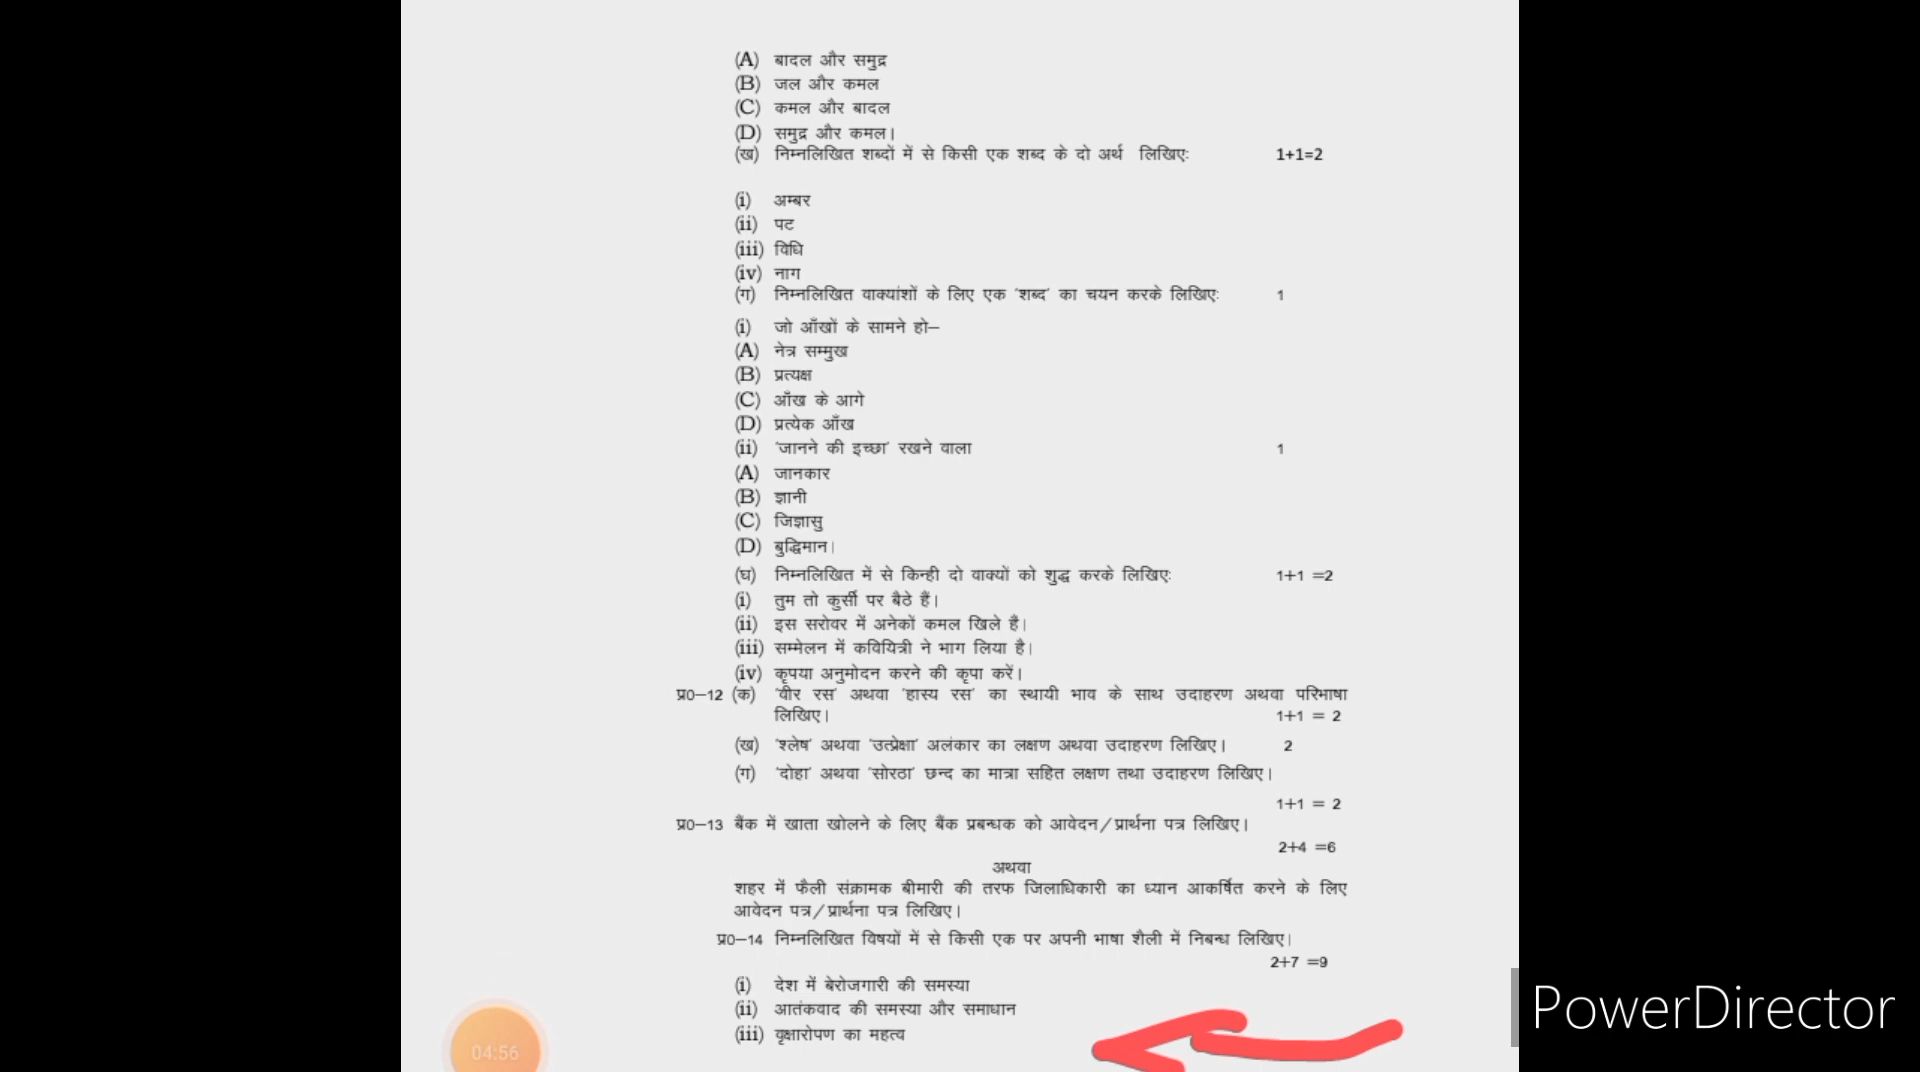 (A) बादल और समुद्र
(B) जल और कमल
(C) कमल और बादल
(D) समुद्र और कमल।
(ख) निम्नलिखित शब्दों में से किसी एक शब्द के दो अर्थ लिखिएः 1+1=2
(i) अम्बर
(ii) पट
(iii) विधि
(iv) नाग
(ग) निम्नलिखित वाक्यांशों के लिए एक 'शब्द' का चयन करके लिखिएः 1
(i) जो आँखों के सामने हो–
(A) नेत्र सम्मुख
(B) प्रत्यक्ष
(C) आँख के आगे
(D) प्रत्येक आँख
(ii) 'जानने की इच्छा' रखने वाला 1
(A) जानकार
(B) ज्ञानी
(C) जिज्ञासु
(D) बुद्धिमान।
(घ) निम्नलिखित में से किन्ही दो वाक्यों को शुद्ध करके लिखिएः 1+1 =2
(i) तुम तो कुर्सी पर बैठे हैं।
(ii) इस सरोवर में अनेकों कमल खिले हैं।
(iii) सम्मेलन में कवियित्री ने भाग लिया है।
(iv) कृपया अनुमोदन करने की कृपा करें।
प्र0–12 (क) 'वीर रस' अथवा 'हास्य रस' का स्थायी भाव के साथ उदाहरण अथवा परिभाषा
लिखिए। 1+1 = 2
(ख) 'श्लेष' अथवा 'उत्प्रेक्षा' अलंकार का लक्षण अथवा उदाहरण लिखिए। 2
(ग) 'दोहा' अथवा 'सोरठा' छन्द का मात्रा सहित लक्षण तथा उदाहरण लिखिए।
1+1 = 2
प्र0–13 बैंक में खाता खोलने के लिए बैंक प्रबन्धक को आवेदन/प्रार्थना पत्र लिखिए।
2+4 =6
अथवा
शहर में फैली संक्रामक बीमारी की तरफ जिलाधिकारी का ध्यान आकर्षित करने के लिए
आवेदन पत्र/प्रार्थना पत्र लिखिए।
प्र0–14 निम्नलिखित विषयों में से किसी एक पर अपनी भाषा शैली में निबन्ध लिखिए।
2+7 =9
(i) देश में बेरोजगारी की समस्या
(ii) आतंकवाद की समस्या और समाधान
(iii) वृक्षारोपण का महत्व
04:56
PowerDirector